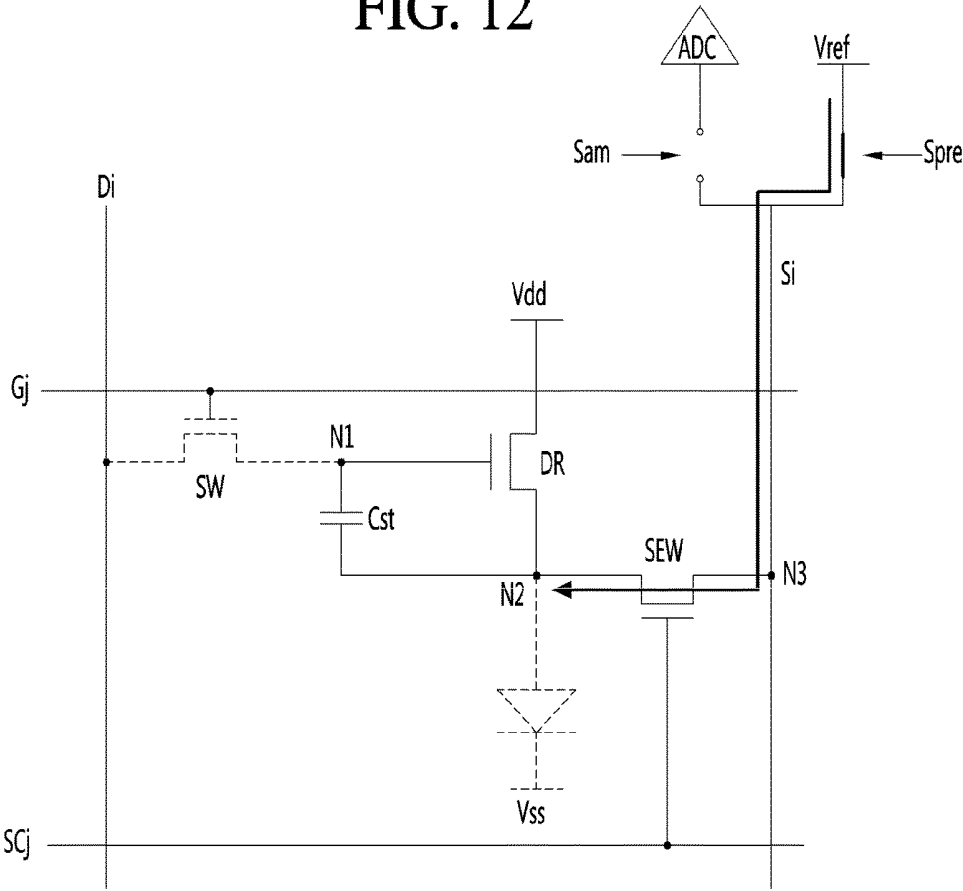 FIG. 12
ADC
Vref
Sam
Spre
Di
Si
Vdd
Gj
N1
DR
SW
Cst
SEW
N2
N3
Vss
SCj